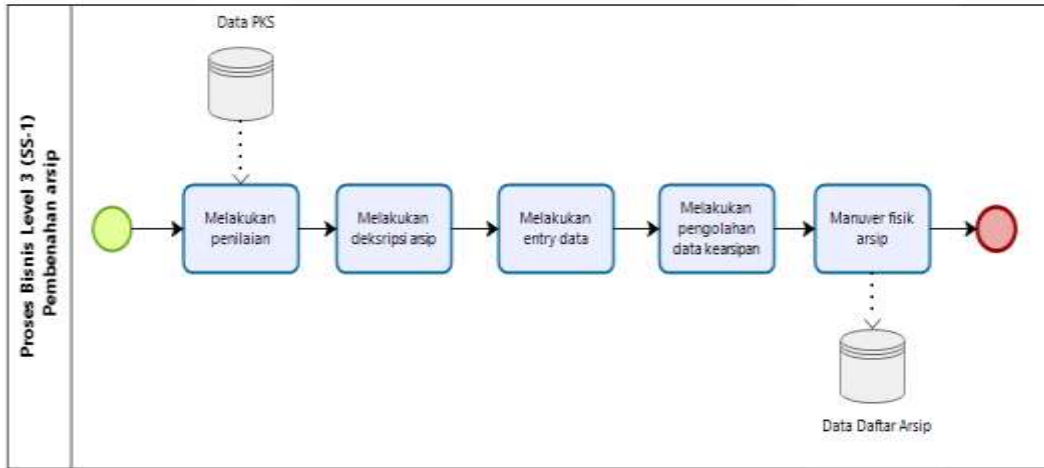 Proses Bisnis Level 3 (SS-1)
Pembenahan arsip
Data PKS
Melakukan
penilaian
Melakukan
deksripsi arsip
Melakukan
entry data
Melakukan
pengolahan
data kearsipan
Manuver fisik
arsip
Data Daftar Arsip